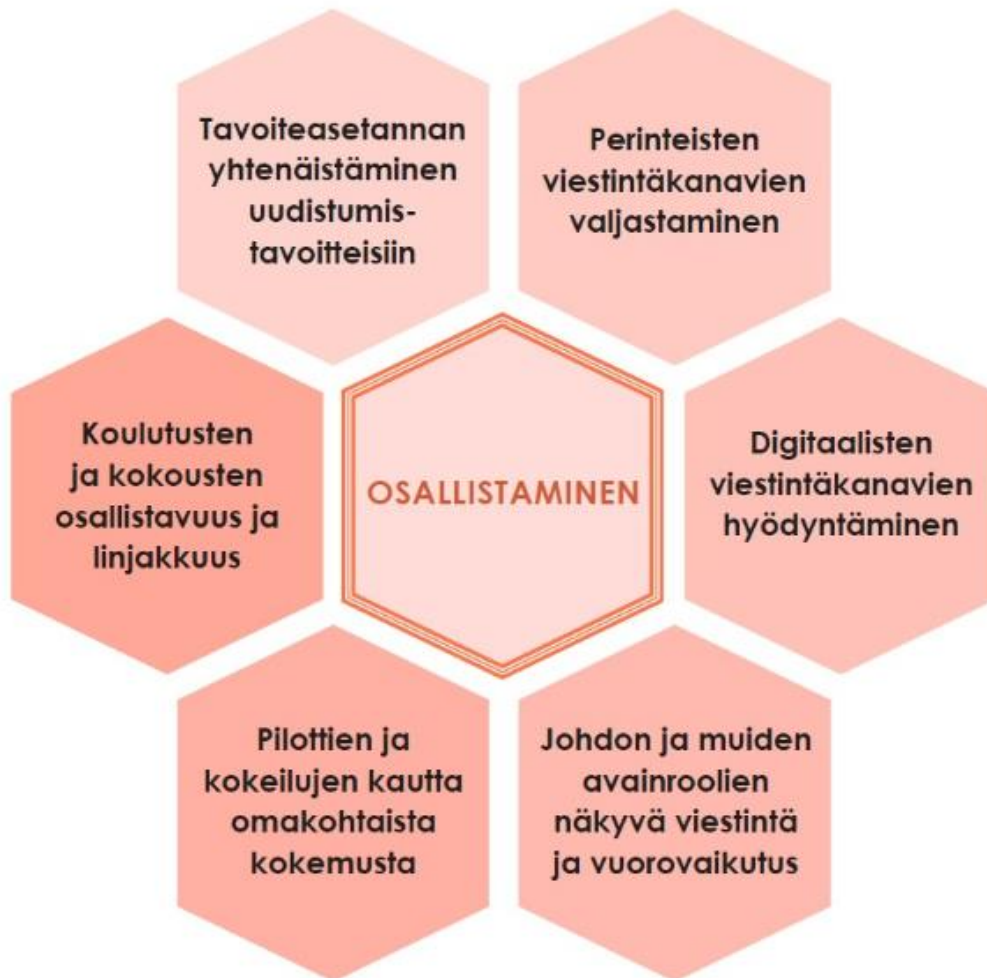 Tavoiteasetannan
yhtenäistäminen
uudistumis-
tavoitteisiin
Perinteisten
viestintäkanavien
valjastaminen
Koulutusten
ja kokousten
osallistavuus ja
linjakkuus
OSALLISTAMINEN
Digitaalisten
viestintäkanavien
hyödyntäminen
Pilottien ja
kokeilujen kautta
omakohtaista
kokemusta
Johdon ja muiden
avainroolien
näkyvä viestintä
ja vuorovaikutus